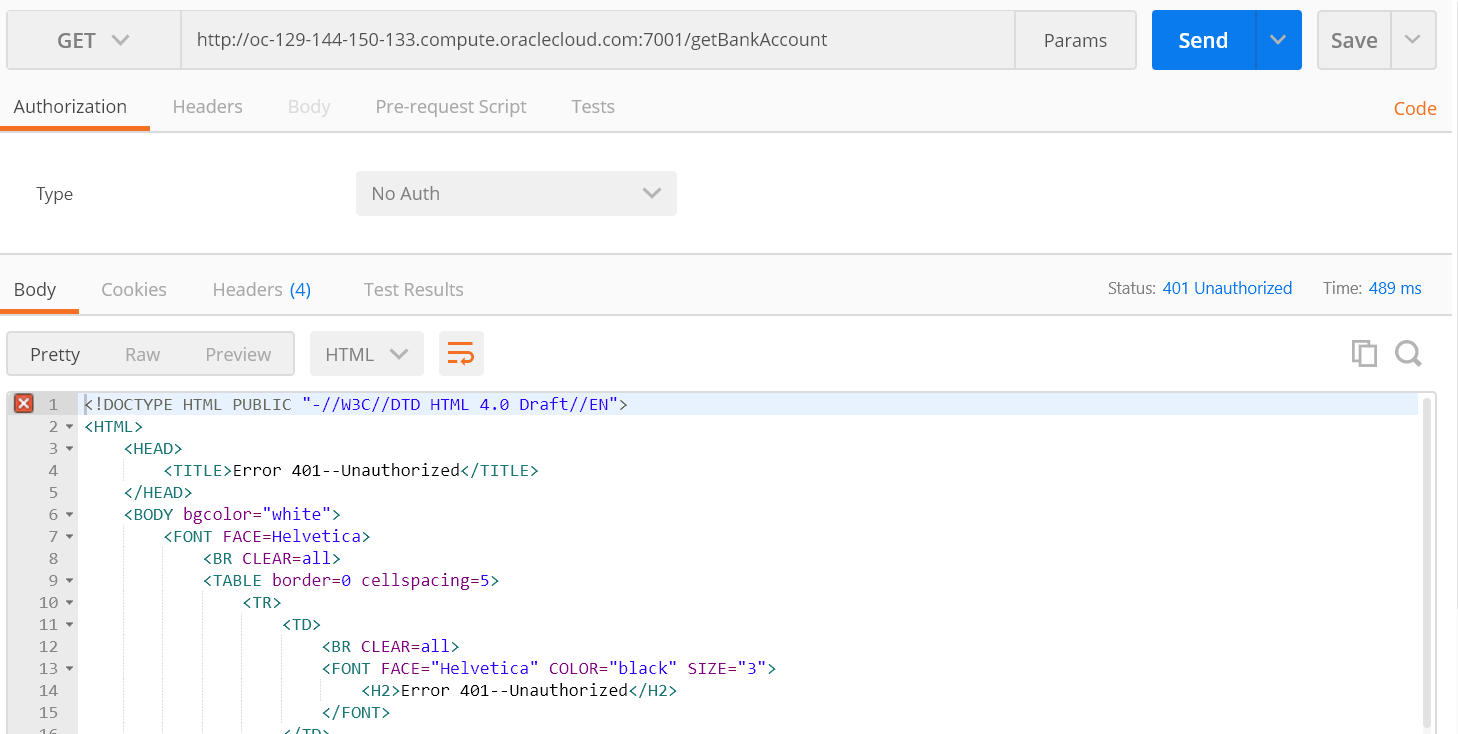 GET http://oc-129-144-150-133.compute.oraclecloud.com:7001/getBankAccount Params Send Save
Authorization Headers Body Pre-request Script Tests Code
Type No Auth
Body Cookies Headers (4) Test Results Status: 401 Unauthorized Time: 489 ms
Pretty Raw Preview HTML
1 <!DOCTYPE HTML PUBLIC "-//W3C//DTD HTML 4.0 Draft//EN">
2 <HTML>
3 <HEAD>
4 <TITLE>Error 401--Unauthorized</TITLE>
5 </HEAD>
6 <BODY bgcolor="white">
7 <FONT FACE=Helvetica>
8 <BR CLEAR=all>
9 <TABLE border=0 cellspacing=5>
10 <TR>
11 <TD>
12 <BR CLEAR=all>
13 <FONT FACE="Helvetica" COLOR="black" SIZE="3">
14 <H2>Error 401--Unauthorized</H2>
15 </FONT>
16 </TD>